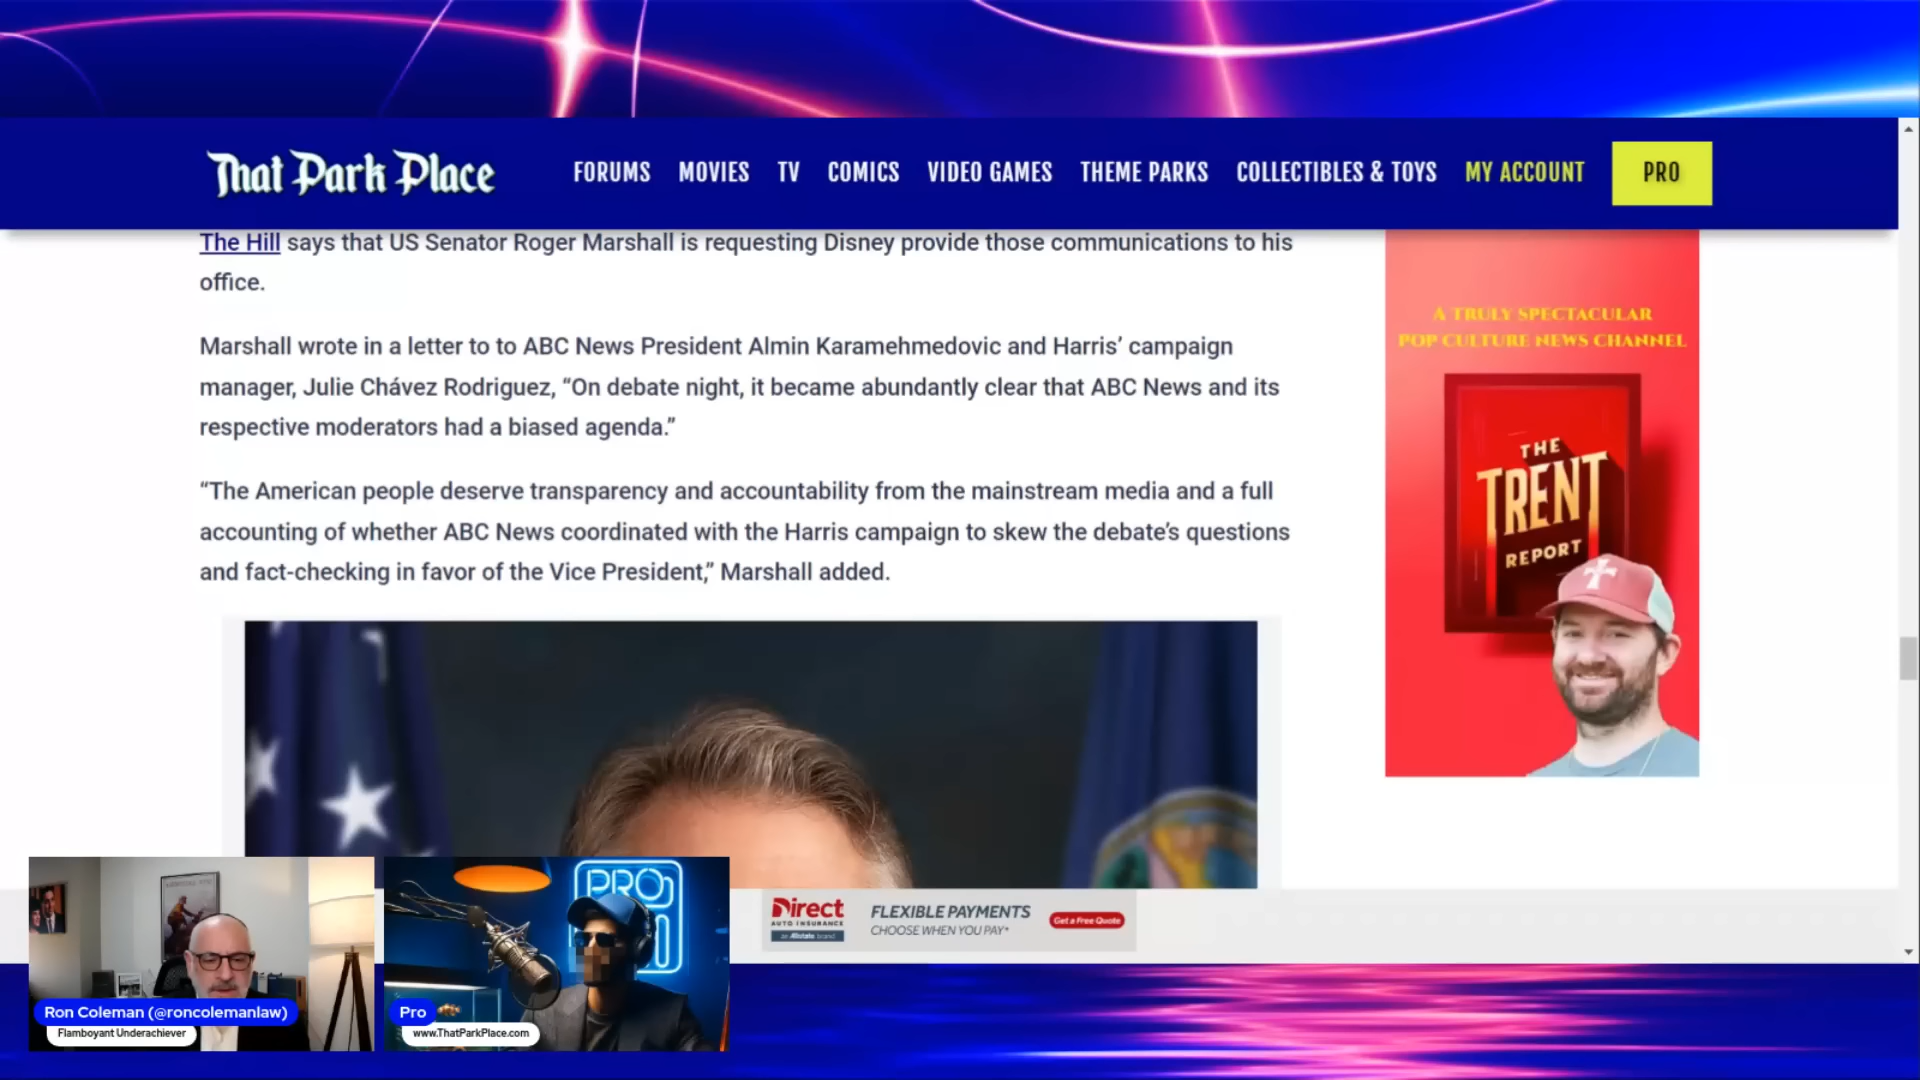 That Park Place
FORUMS MOVIES TV COMICS VIDEO GAMES THEME PARKS COLLECTIBLES & TOYS MY ACCOUNT PRO
The Hill says that US Senator Roger Marshall is requesting Disney provide those communications to his
office.
Marshall wrote in a letter to to ABC News President Almin Karamehmedovic and Harris’ campaign
manager, Julie Chávez Rodriguez, “On debate night, it became abundantly clear that ABC News and its
respective moderators had a biased agenda.”
“The American people deserve transparency and accountability from the mainstream media and a full
accounting of whether ABC News coordinated with the Harris campaign to skew the debate’s questions
and fact-checking in favor of the Vice President,” Marshall added.
A TRULY SPECTACULAR
POP CULTURE NEWS CHANNEL
THE
TRENT
REPORT
PRO
Direct
AUTO INSURANCE
an Allstate brand
FLEXIBLE PAYMENTS
CHOOSE WHEN YOU PAY*
Get a Free Quote
Ron Coleman (@roncolemanlaw)
Flamboyant Underachiever
Pro
www.ThatParkPlace.com